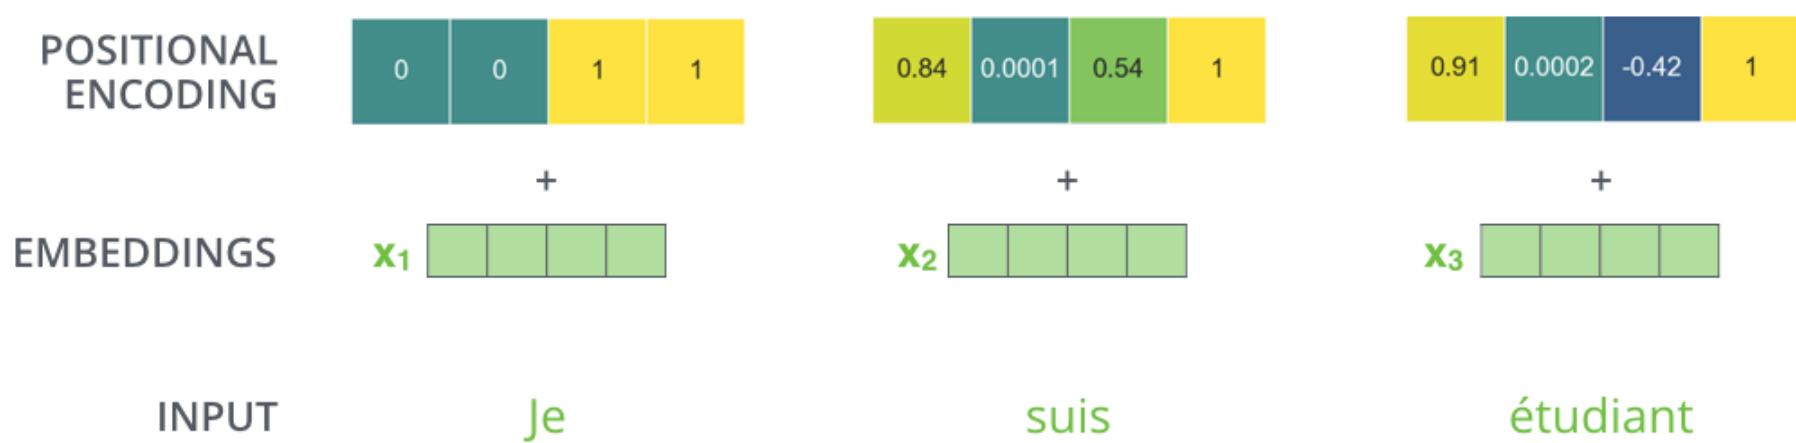 POSITIONAL
ENCODING
0 0 1 1
0.84 0.0001 0.54 1
0.91 0.0002 -0.42 1
+ + +
EMBEDDINGS
x1 x2 x3
INPUT Je suis étudiant